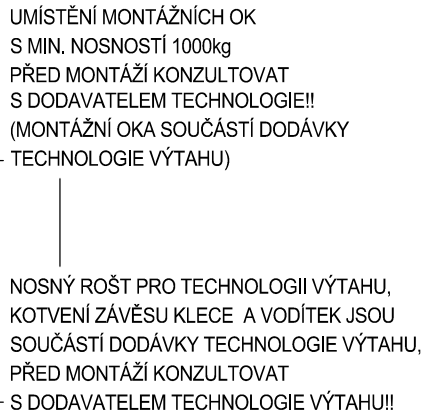 UMÍSTĚNÍ MONTÁŽNÍCH OK
S MIN. NOSNOSTÍ 1000kg
PŘED MONTÁŽÍ KONZULTOVAT
S DODAVATELEM TECHNOLOGIE!!
(MONTÁŽNÍ OKA SOUČÁSTÍ DODÁVKY
TECHNOLOGIE VÝTAHU)
NOSNÝ ROŠT PRO TECHNOLOGII VÝTAHU,
KOTVENÍ ZÁVĚSU KLECE A VODÍTEK JSOU
SOUČÁSTÍ DODÁVKY TECHNOLOGIE VÝTAHU,
PŘED MONTÁŽÍ KONZULTOVAT
S DODAVATELEM TECHNOLOGIE VÝTAHU!!